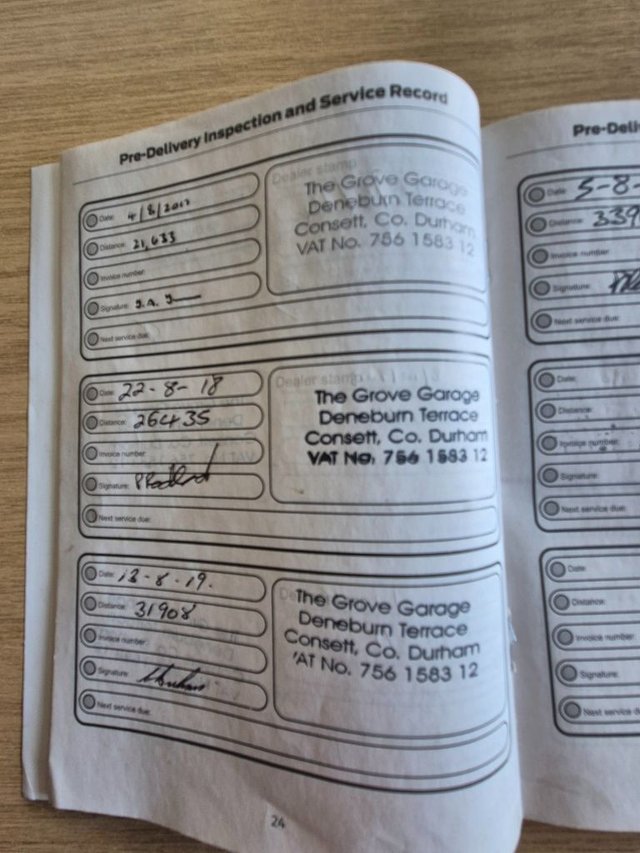 Pre-Delivery Inspection and Service Record
Date:
Distance: 21,633
Invoice number:
Signature:
Next service due:
Dealer stamp
The Grove Garage
Deneburn Terrace
Consett, Co. Durham
VAT No. 756 1583 12
Date: 22-8-18
Distance: 26435
Invoice number:
Signature:
Next service due:
Dealer stamp
The Grove Garage
Deneburn Terrace
Consett, Co. Durham
VAT No. 756 1583 12
Date: 13-8-19.
Distance: 31908
Invoice number:
Signature:
Next service due:
The Grove Garage
Deneburn Terrace
Consett, Co. Durham
'AT No. 756 1583 12
24
Pre-Deli
Date: 5-8-
Distance: 339
Invoice number:
Signature:
Next service due:
Date:
Distance:
Invoice number:
Signature:
Next service due:
Date:
Distance:
Invoice number:
Signature:
Next service d